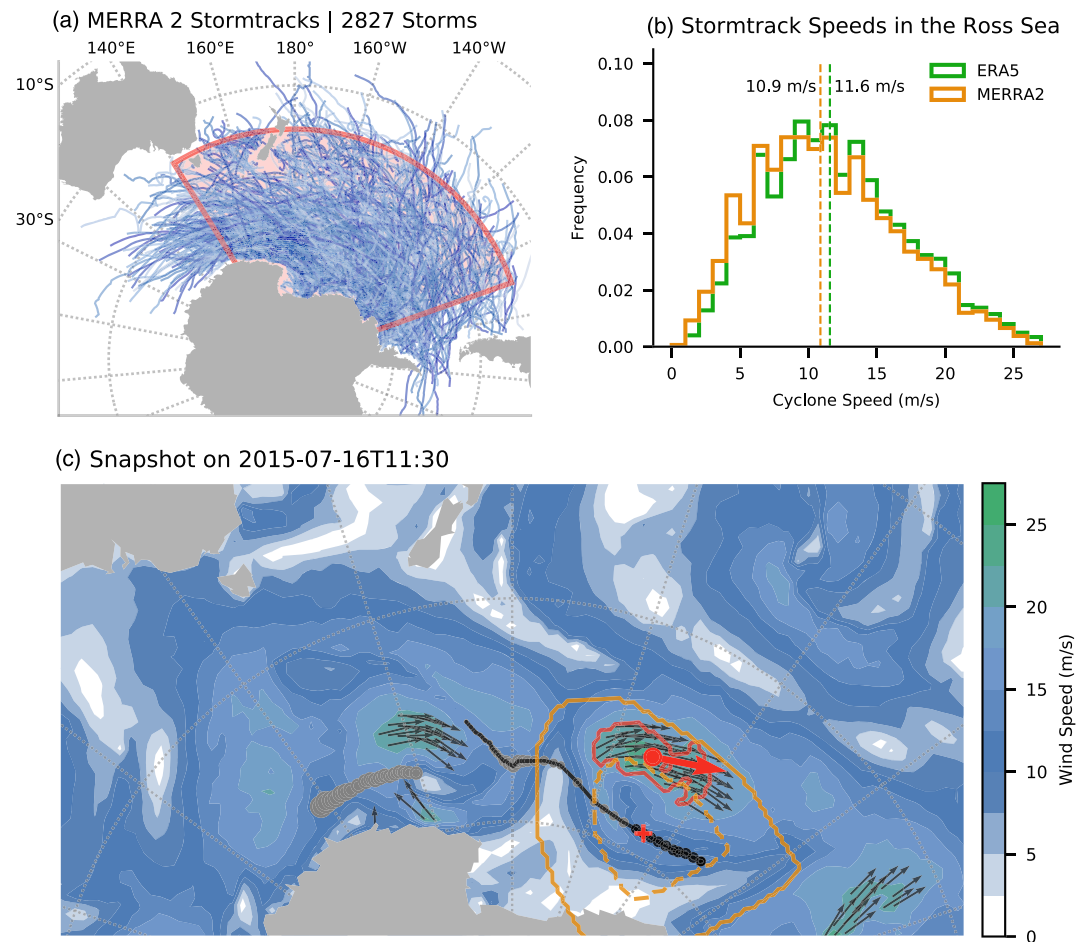 (a) MERRA 2 Stormtracks | 2827 Storms
140°E 160°E 180° 160°W 140°W
10°S
30°S
(b) Stormtrack Speeds in the Ross Sea
0.10
0.08
0.06
0.04
0.02
0.00
Frequency
10.9 m/s 11.6 m/s
ERA5
MERRA2
0 5 10 15 20 25
Cyclone Speed (m/s)
(c) Snapshot on 2015-07-16T11:30
25
20
15
10
5
0
Wind Speed (m/s)